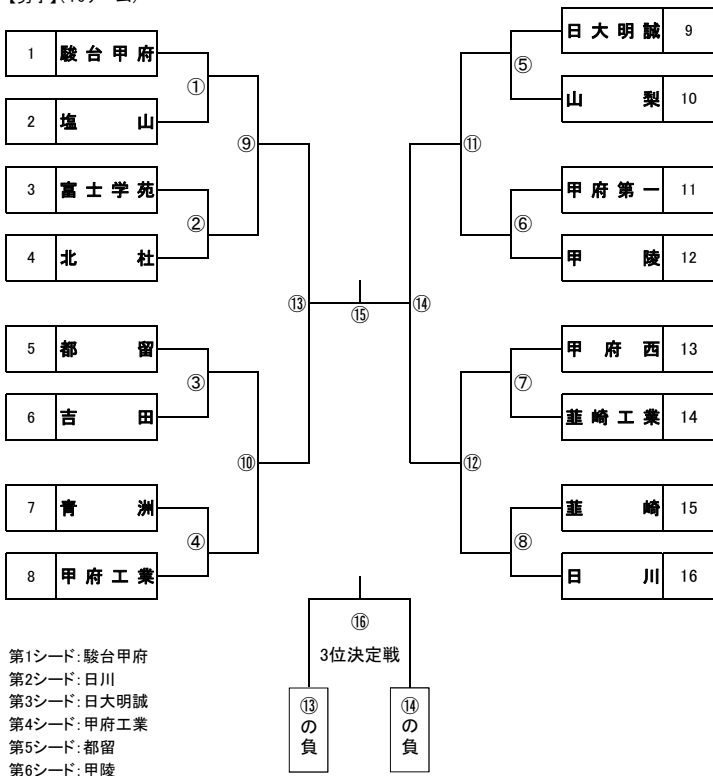 1 駿台甲府
2 塩山
3 富士学苑
4 北杜
5 都留
6 吉田
7 青洲
8 甲府工業
①
②
③
④
⑨
⑩
⑬
⑮
⑭
⑪
⑫
⑤
⑥
⑦
⑧
日大明誠 9
山梨 10
甲府第一 11
甲陵 12
甲府西 13
韮崎工業 14
韮崎 15
日川 16
⑯
3位決定戦
⑬の負
⑭の負
第1シード:駿台甲府
第2シード:日川
第3シード:日大明誠
第4シード:甲府工業
第5シード:都留
第6シード:甲陵